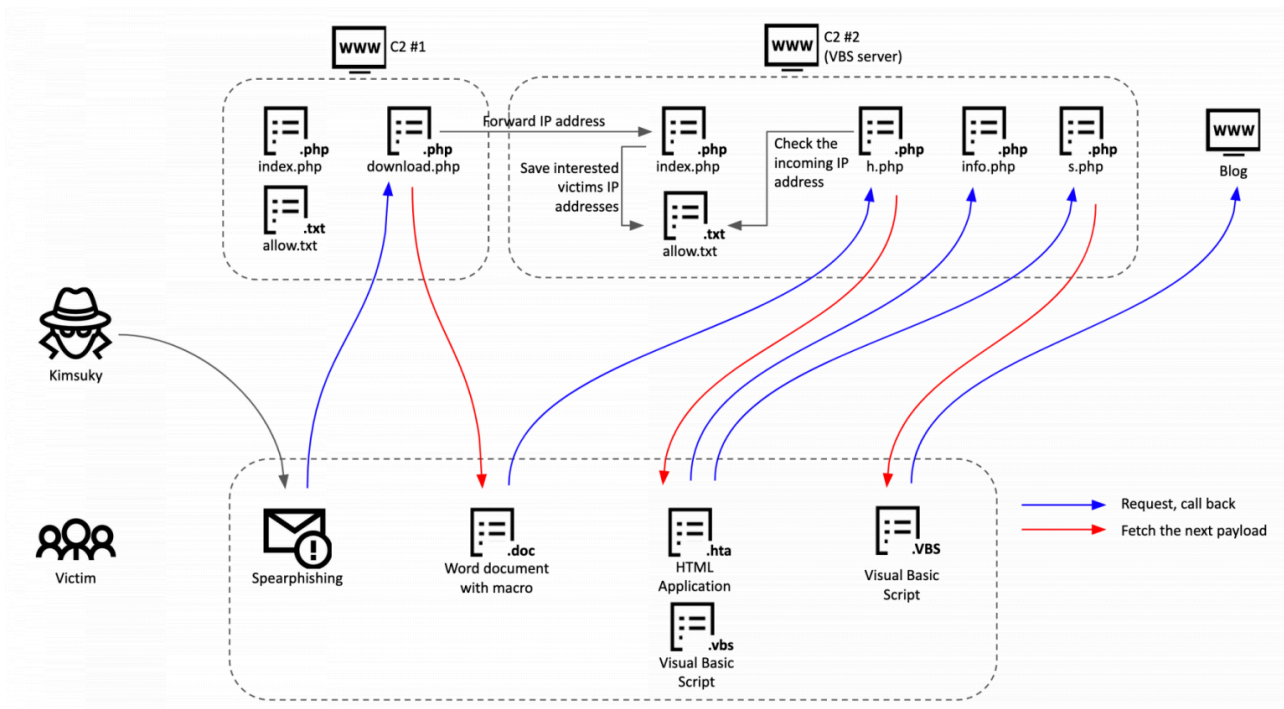 www
C2 #1
www
C2 #2
(VBS server)
.php
index.php
.php
download.php
Forward IP address
.php
index.php
Check the
incoming IP
address
.php
h.php
.php
info.php
.php
s.php
www
Blog
Save interested
victims IP
addresses
.txt
allow.txt
.txt
allow.txt
Kimsuky
Victim
Spearphishing
.doc
Word document
with macro
.hta
HTML
Application
.vbs
Visual Basic
Script
.VBS
Visual Basic
Script
Request, call back
Fetch the next payload